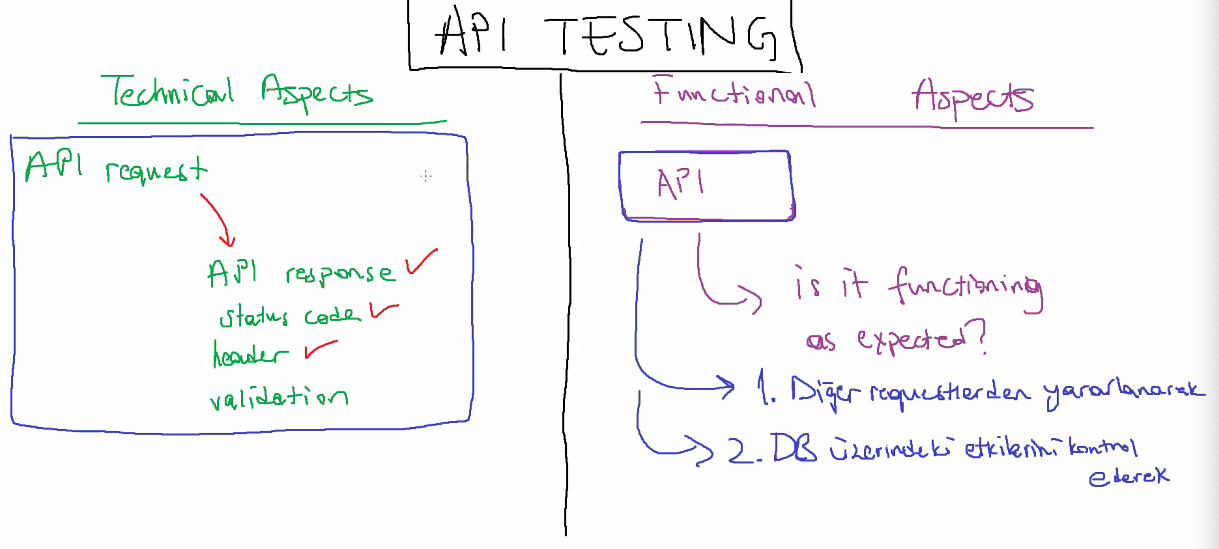 API TESTING
Technical Aspects
API request
API response
status code
header
validation
Functional Aspects
API
is it functioning
as expected?
1. Diğer requestlerden yararlanarak
2. DB üzerindeki etkilerini kontrol
ederek